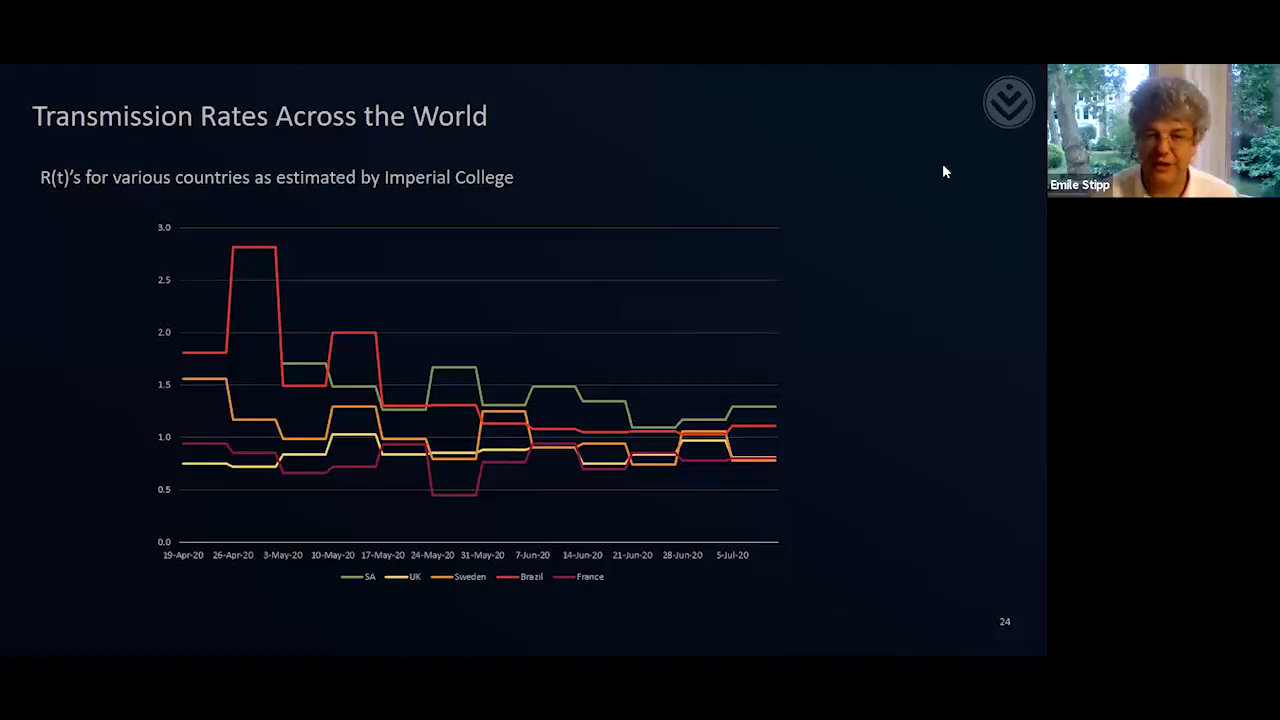 Transmission Rates Across the World
R(t)'s for various countries as estimated by Imperial College
Emile Stipp
3.0
2.5
2.0
1.5
1.0
0.5
0.0
19-Apr-20 26-Apr-20 3-May-20 10-May-20 17-May-20 24-May-20 31-May-20 7-Jun-20 14-Jun-20 21-Jun-20 28-Jun-20 5-Jul-20
SA UK Sweden Brazil France
24